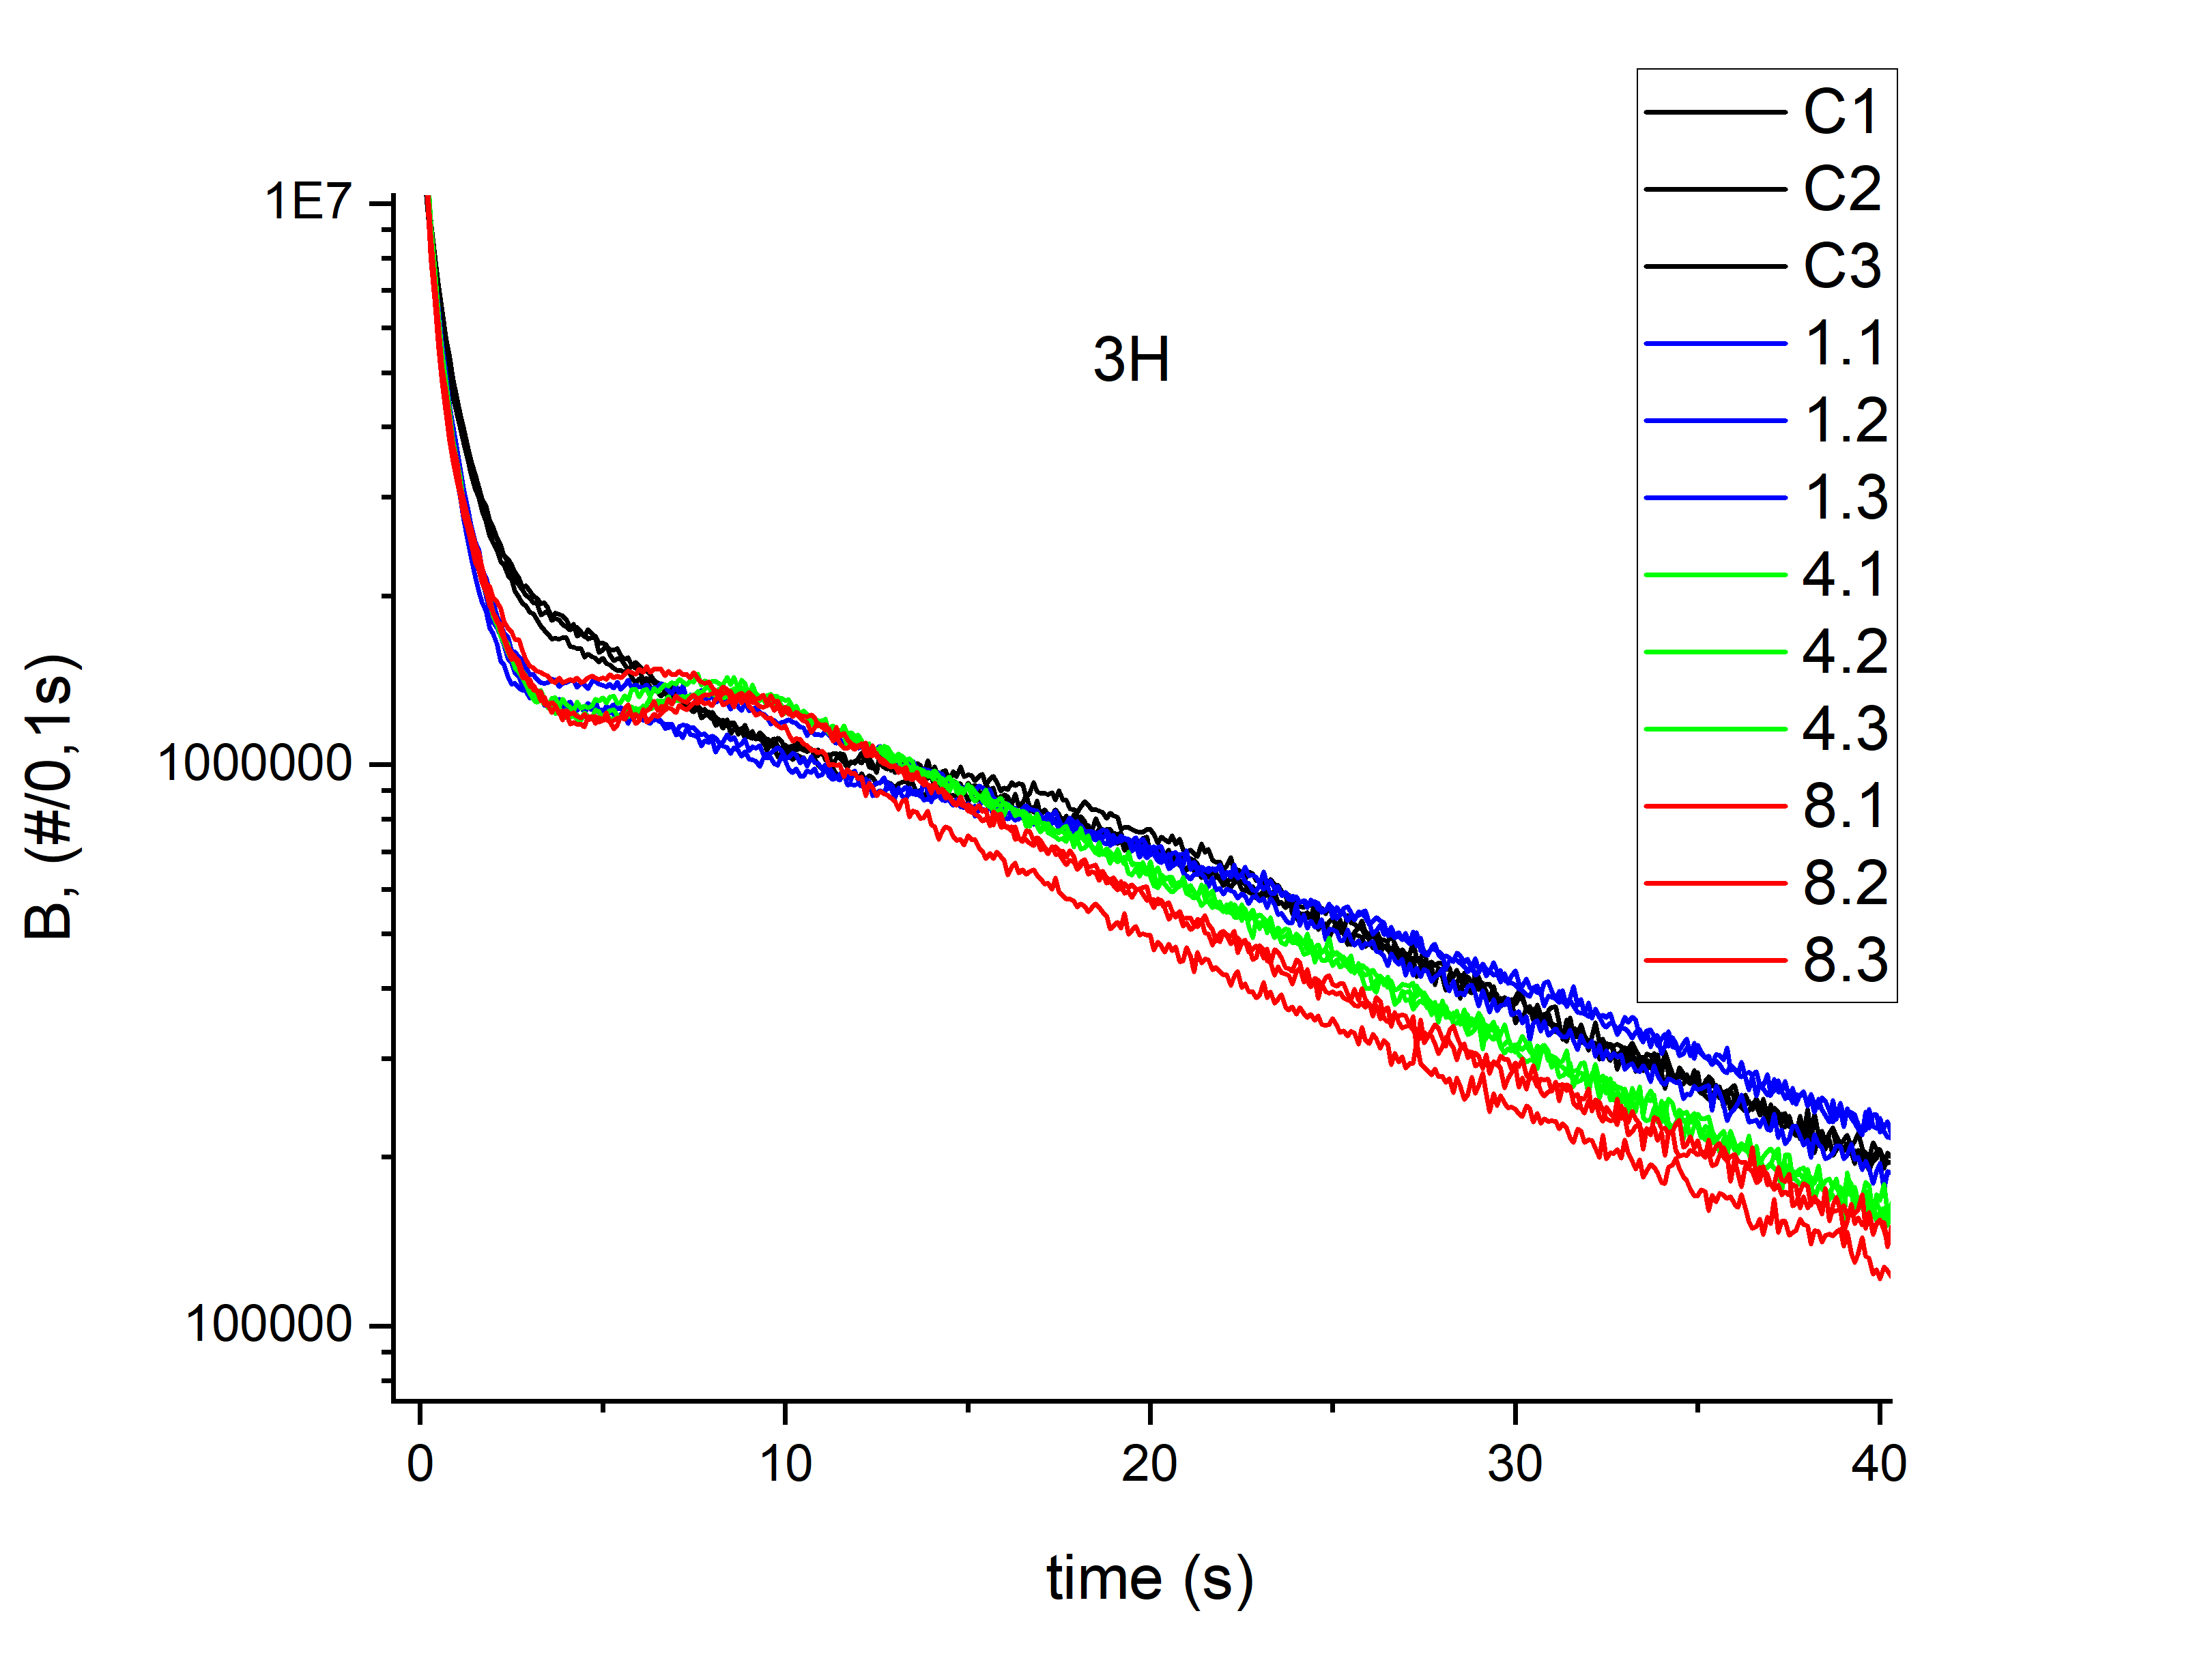 C1
C2
C3
1.1
1.2
1.3
4.1
4.2
4.3
8.1
8.2
8.3
1E7
1000000
100000
B, (#/0,1s)
3H
0 10 20 30 40
time (s)